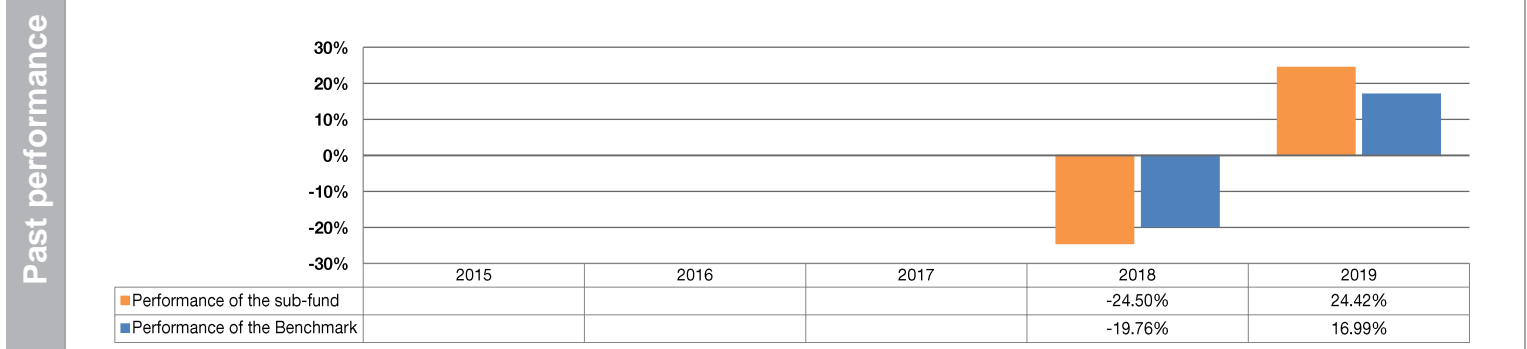 Past performance
30%
20%
10%
0%
-10%
-20%
-30%
2015 2016 2017 2018 2019
Performance of the sub-fund -24.50% 24.42%
Performance of the Benchmark -19.76% 16.99%